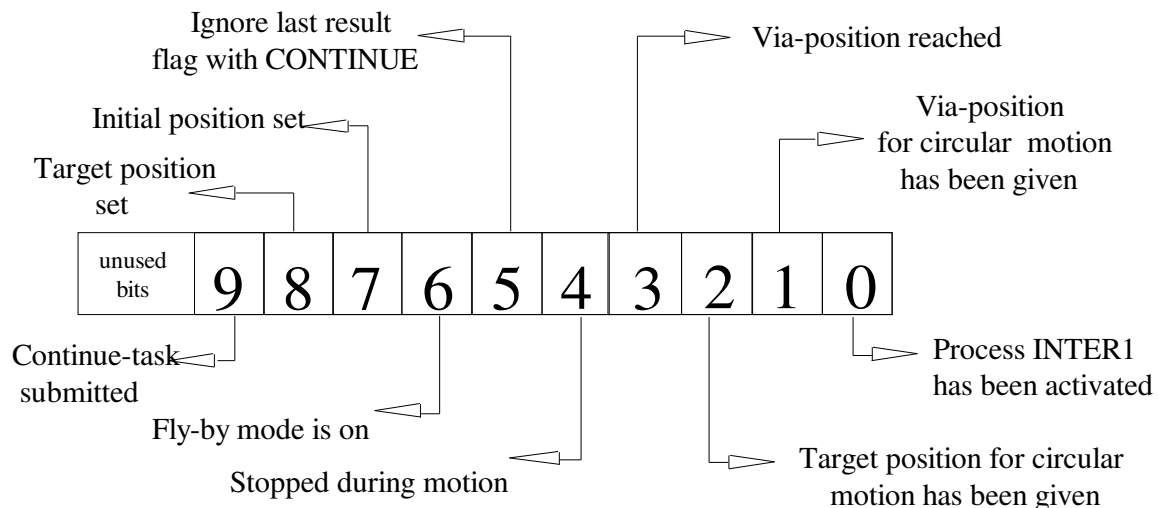 Ignore last result
flag with CONTINUE
Via-position reached
Initial position set
Via-position
for circular motion
has been given
Target position
set
unused
bits
9 8 7 6 5 4 3 2 1 0
Continue-task
submitted
Process INTER1
has been activated
Fly-by mode is on
Stopped during motion
Target position for circular
motion has been given